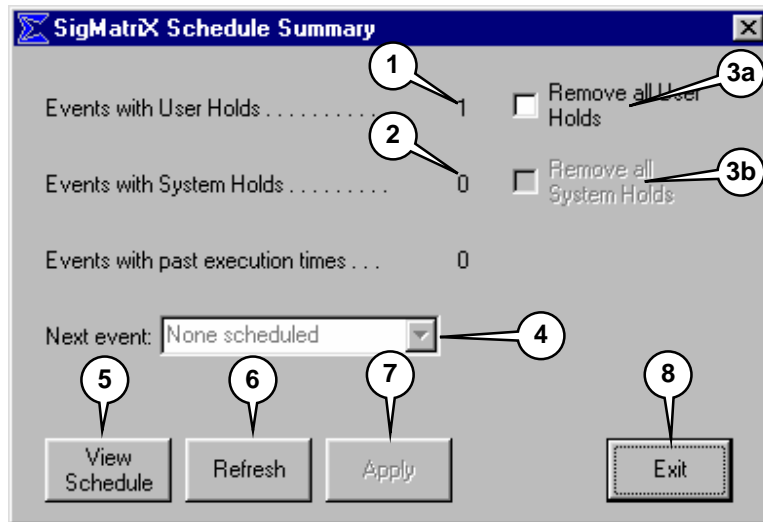 SigMatriX Schedule Summary
1
3a
Events with User Holds . . . . . . . . . . 1
Remove all User
Holds
2
Events with System Holds . . . . . . . . . 0
Remove all
System Holds
3b
Events with past execution times . . . 0
Next event: None scheduled
4
5
6
7
8
View
Schedule
Refresh
Apply
Exit